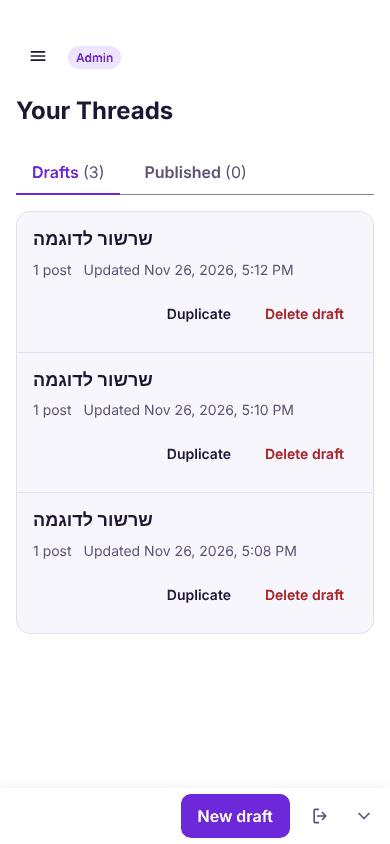 Admin
Your Threads
Drafts (3) Published (0)
שרשור לדוגמה
1 post Updated Nov 26, 2026, 5:12 PM
Duplicate Delete draft
שרשור לדוגמה
1 post Updated Nov 26, 2026, 5:10 PM
Duplicate Delete draft
שרשור לדוגמה
1 post Updated Nov 26, 2026, 5:08 PM
Duplicate Delete draft
New draft